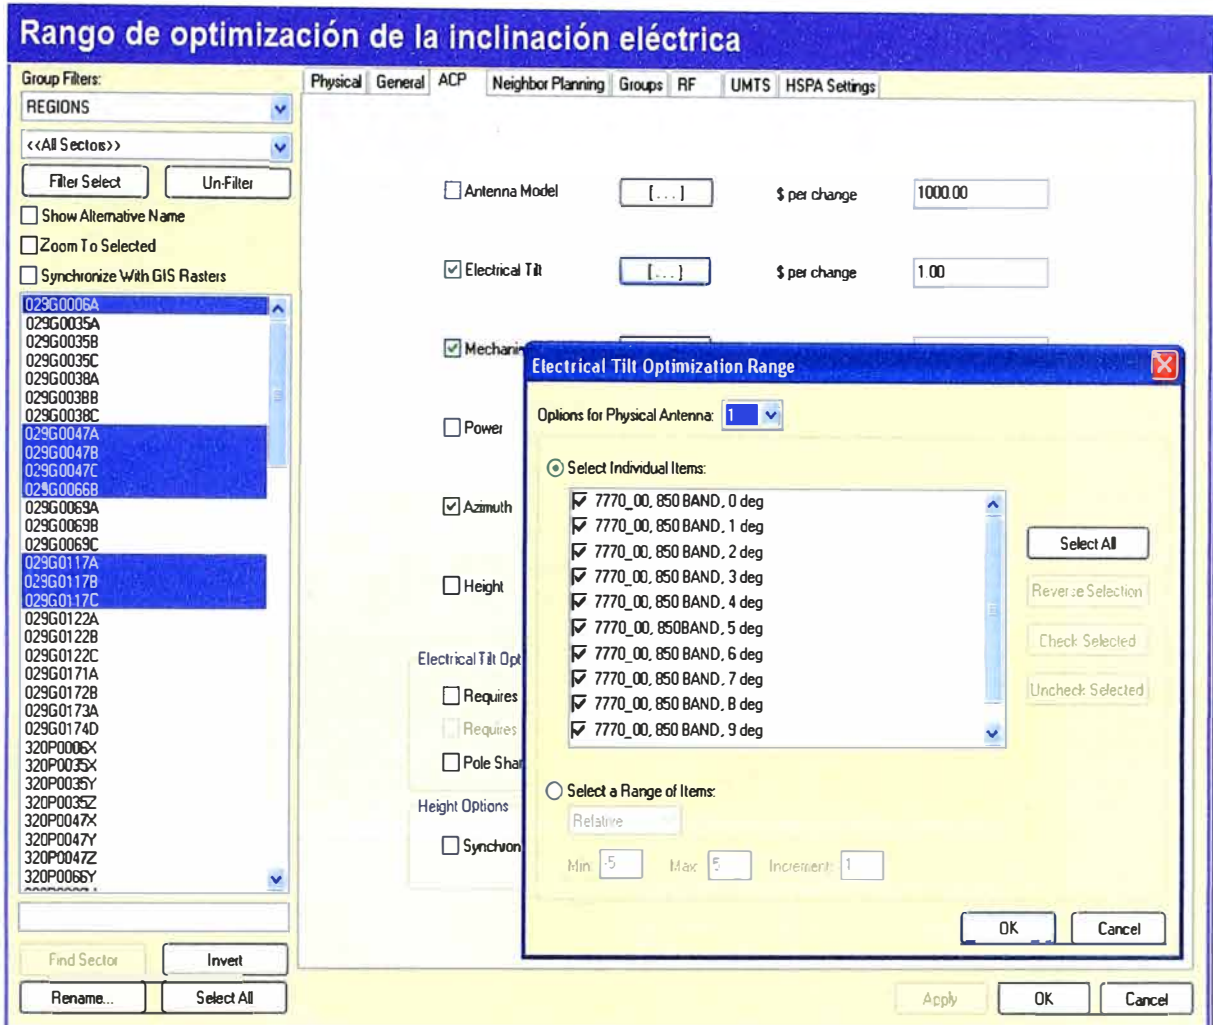 Rango de optimización de la inclinación eléctrica
Group Filters:
REGIONS
<<All Sectors>>
Filter Select
Un-Filter
Show Alternative Name
Zoom To Selected
Synchronize With GIS Rasters
029G0006A
029G0035A
029G0035B
029G0035C
029G0038A
029G0038B
029G0038C
029G0047A
029G0047B
029G0047C
029G0066B
029G0069A
029G0069B
029G0069C
029G0117A
029G0117B
029G0117C
029G0122A
029G0122B
029G0122C
029G0171A
029G0172B
029G0173A
029G0174D
320P0006X
320P0035X
320P0035Y
320P0035Z
320P0047X
320P0047Y
320P0047Z
320P0066Y
Find Sector
Invert
Rename...
Select All
Physical
General
ACP
Neighbor Planning
Groups
RF
UMTS
HSPA Settings
Antenna Model
[...]
$ per change
1000.00
Electrical Tilt
[...]
$ per change
1.00
Mechani
Power
Azimuth
Height
Electrical Tilt Opt
Requires
Requires
Pole Shar
Height Options
Synchron
Electrical Tilt Optimization Range
Options for Physical Antenna: 1
Select Individual Items:
7770_00, 850 BAND, 0 deg
7770_00, 850 BAND, 1 deg
7770_00, 850 BAND, 2 deg
7770_00, 850 BAND, 3 deg
7770_00, 850 BAND, 4 deg
7770_00, 850BAND, 5 deg
7770_00, 850 BAND, 6 deg
7770_00, 850 BAND, 7 deg
7770_00, 850 BAND, 8 deg
7770_00, 850 BAND, 9 deg
Select All
Reverse Selection
Check Selected
Uncheck Selected
Select a Range of Items:
Relative
Min: -5 Max: 5 Increment: 1
OK
Cancel
Apply
OK
Cancel